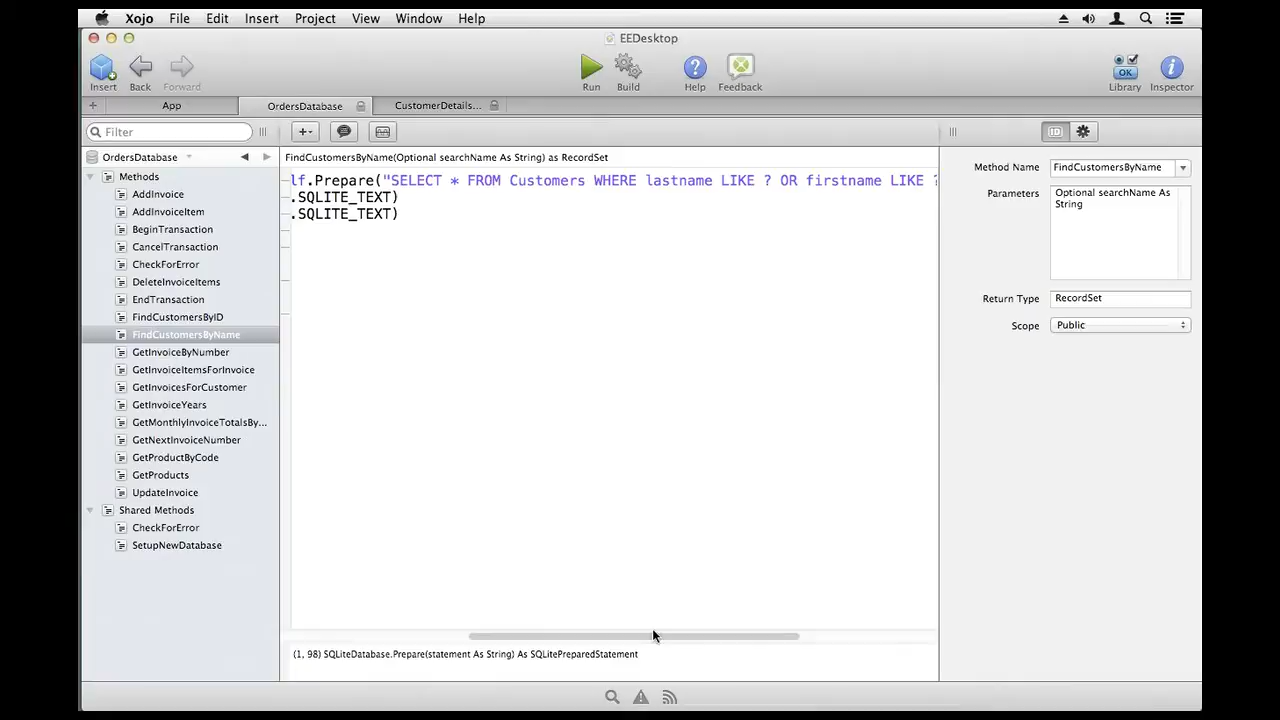 Xojo File Edit Insert Project View Window Help
EEDesktop
Insert Back Forward Run Build Help Feedback OK Library Inspector
App OrdersDatabase CustomerDetails...
Filter
OrdersDatabase
FindCustomersByName(Optional searchName As String) as RecordSet
lf.Prepare("SELECT * FROM Customers WHERE lastname LIKE ? OR firstname LIKE ?
.SQLITE_TEXT)
.SQLITE_TEXT)
Methods
AddInvoice
AddInvoiceItem
BeginTransaction
CancelTransaction
CheckForError
DeleteInvoiceItems
EndTransaction
FindCustomersByID
FindCustomersByName
GetInvoiceByNumber
GetInvoiceItemsForInvoice
GetInvoicesForCustomer
GetInvoiceYears
GetMonthlyInvoiceTotalsBy...
GetNextInvoiceNumber
GetProductByCode
GetProducts
UpdateInvoice
Shared Methods
CheckForError
SetupNewDatabase
ID
Method Name FindCustomersByName
Parameters Optional searchName As
String
Return Type RecordSet
Scope Public
(1, 98) SQLiteDatabase.Prepare(statement As String) As SQLitePreparedStatement